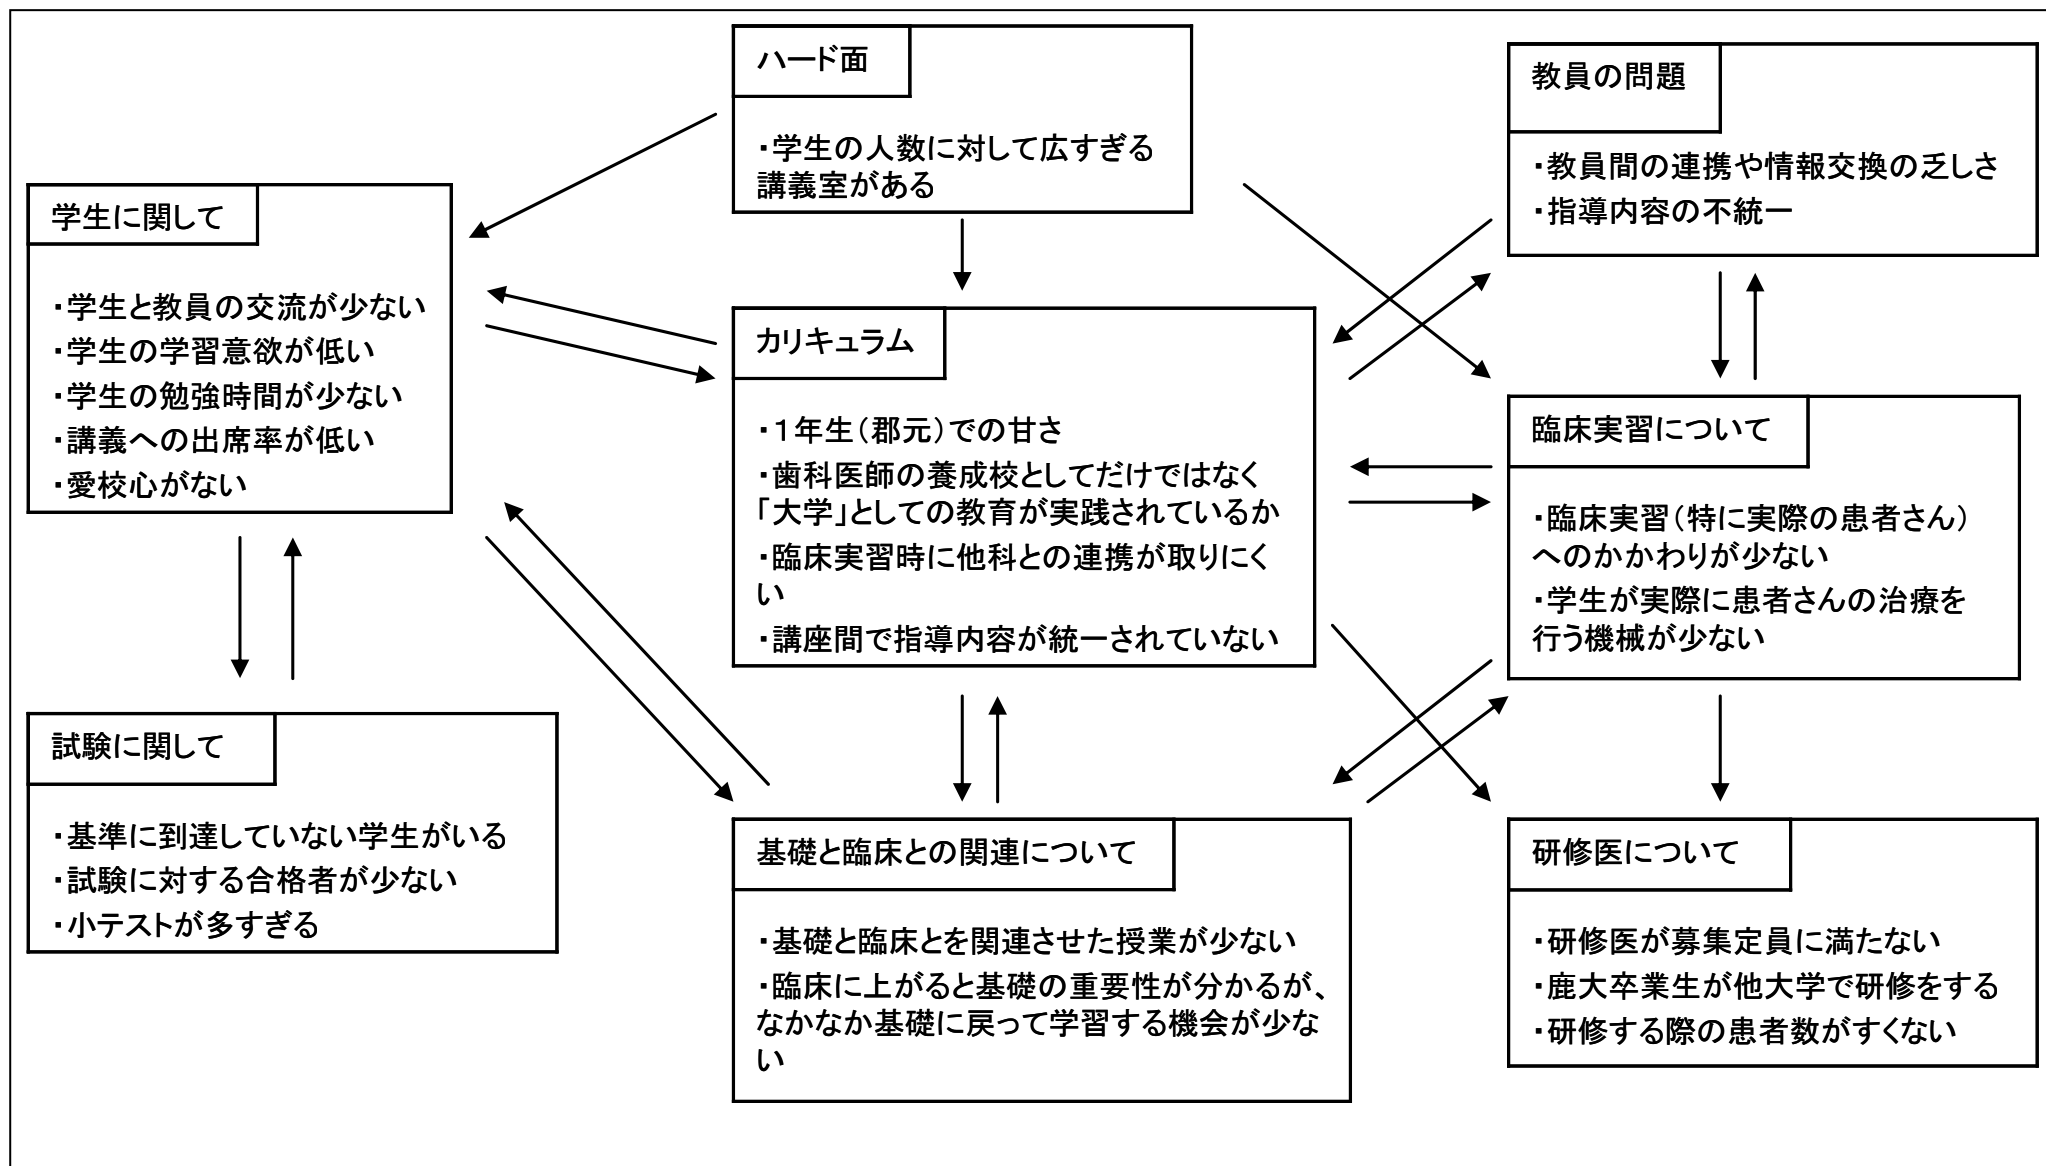 ハード面
・学生の人数に対して広すぎる
講義室がある
教員の問題
・教員間の連携や情報交換の乏しさ
・指導内容の不統一
学生に関して
・学生と教員の交流が少ない
・学生の学習意欲が低い
・学生の勉強時間が少ない
・講義への出席率が低い
・愛校心がない
カリキュラム
・１年生（郡元）での甘さ
・歯科医師の養成校としてだけではなく
「大学」としての教育が実践されているか
・臨床実習時に他科との連携が取りにく
い
・講座間で指導内容が統一されていない
臨床実習について
・臨床実習（特に実際の患者さん）
へのかかわりが少ない
・学生が実際に患者さんの治療を
行う機械が少ない
試験に関して
・基準に到達していない学生がいる
・試験に対する合格者が少ない
・小テストが多すぎる
基礎と臨床との関連について
・基礎と臨床とを関連させた授業が少ない
・臨床に上がると基礎の重要性が分かるが、
なかなか基礎に戻って学習する機会が少な
い
研修医について
・研修医が募集定員に満たない
・鹿大卒業生が他大学で研修をする
・研修する際の患者数がすくない